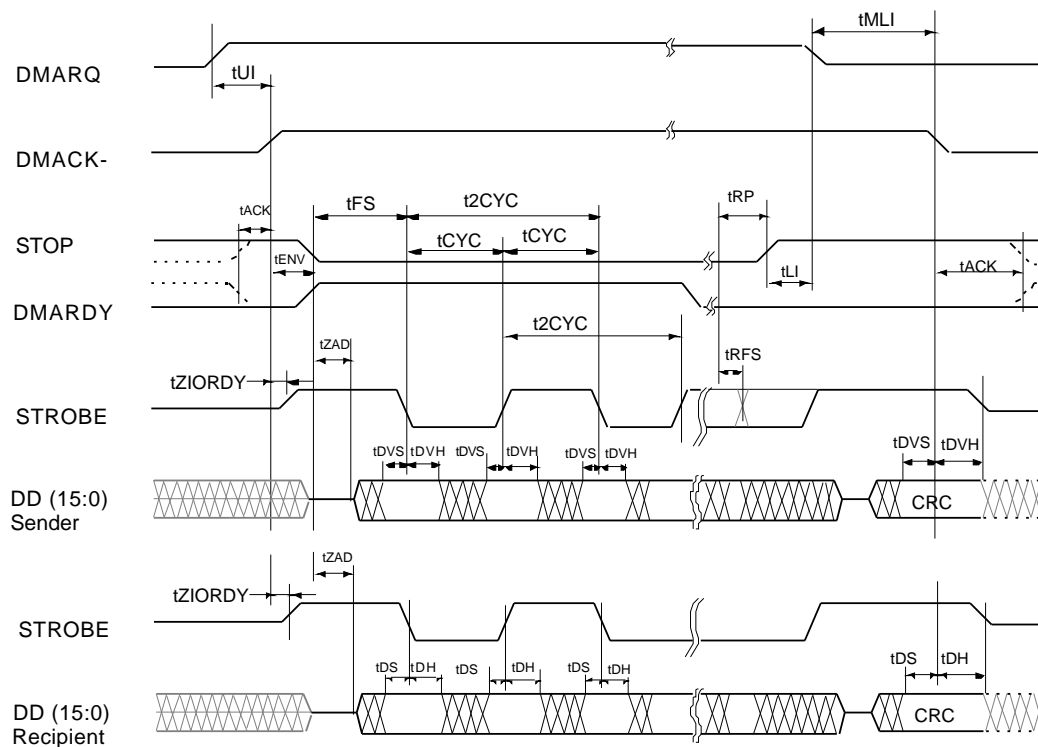 tMLI
DMARQ
tUI
DMACK-
tACK
tFS
t2CYC
tRP
STOP
tCYC
tCYC
tENV
tLI
tACK
DMARDY
t2CYC
tZAD
tRFS
tZIORDY
STROBE
tDVS
tDVH
tDVS
tDVH
tDVS
tDVH
tDVS
tDVH
DD (15:0)
Sender
CRC
tZAD
tZIORDY
STROBE
tDS
tDH
tDS
tDH
tDS
tDH
tDS
tDH
DD (15:0)
Recipient
CRC